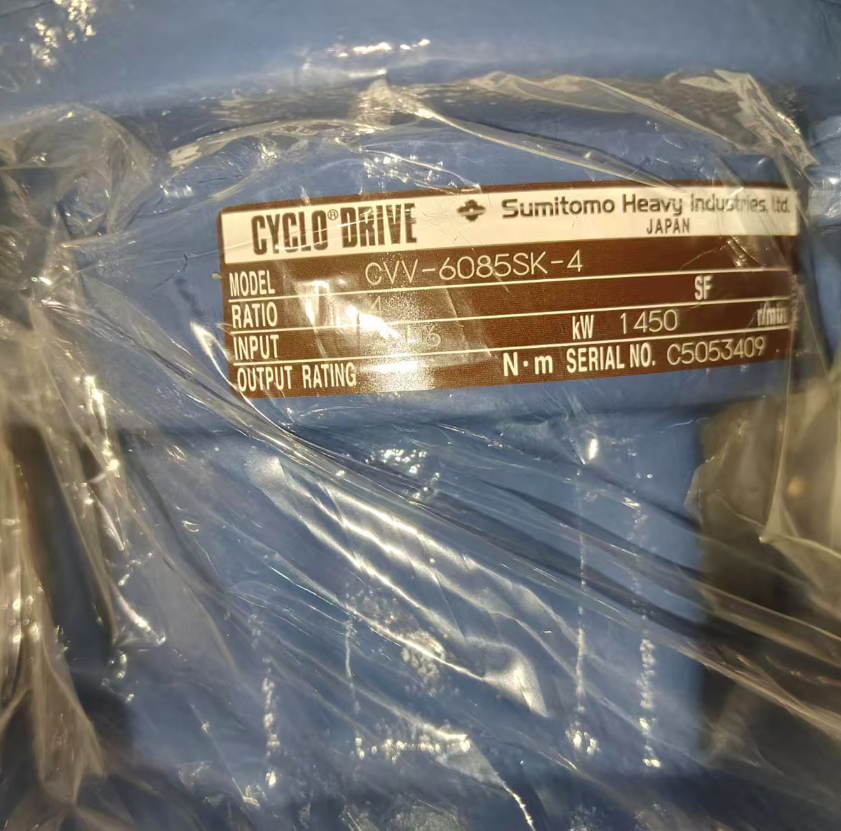 CYCLO® DRIVE Sumitomo Heavy Industries, Ltd.
JAPAN
MODEL CVV-6085SK-4
RATIO 4 SF
INPUT kW 1450 r/min
OUTPUT RATING N·m SERIAL NO. C5053409